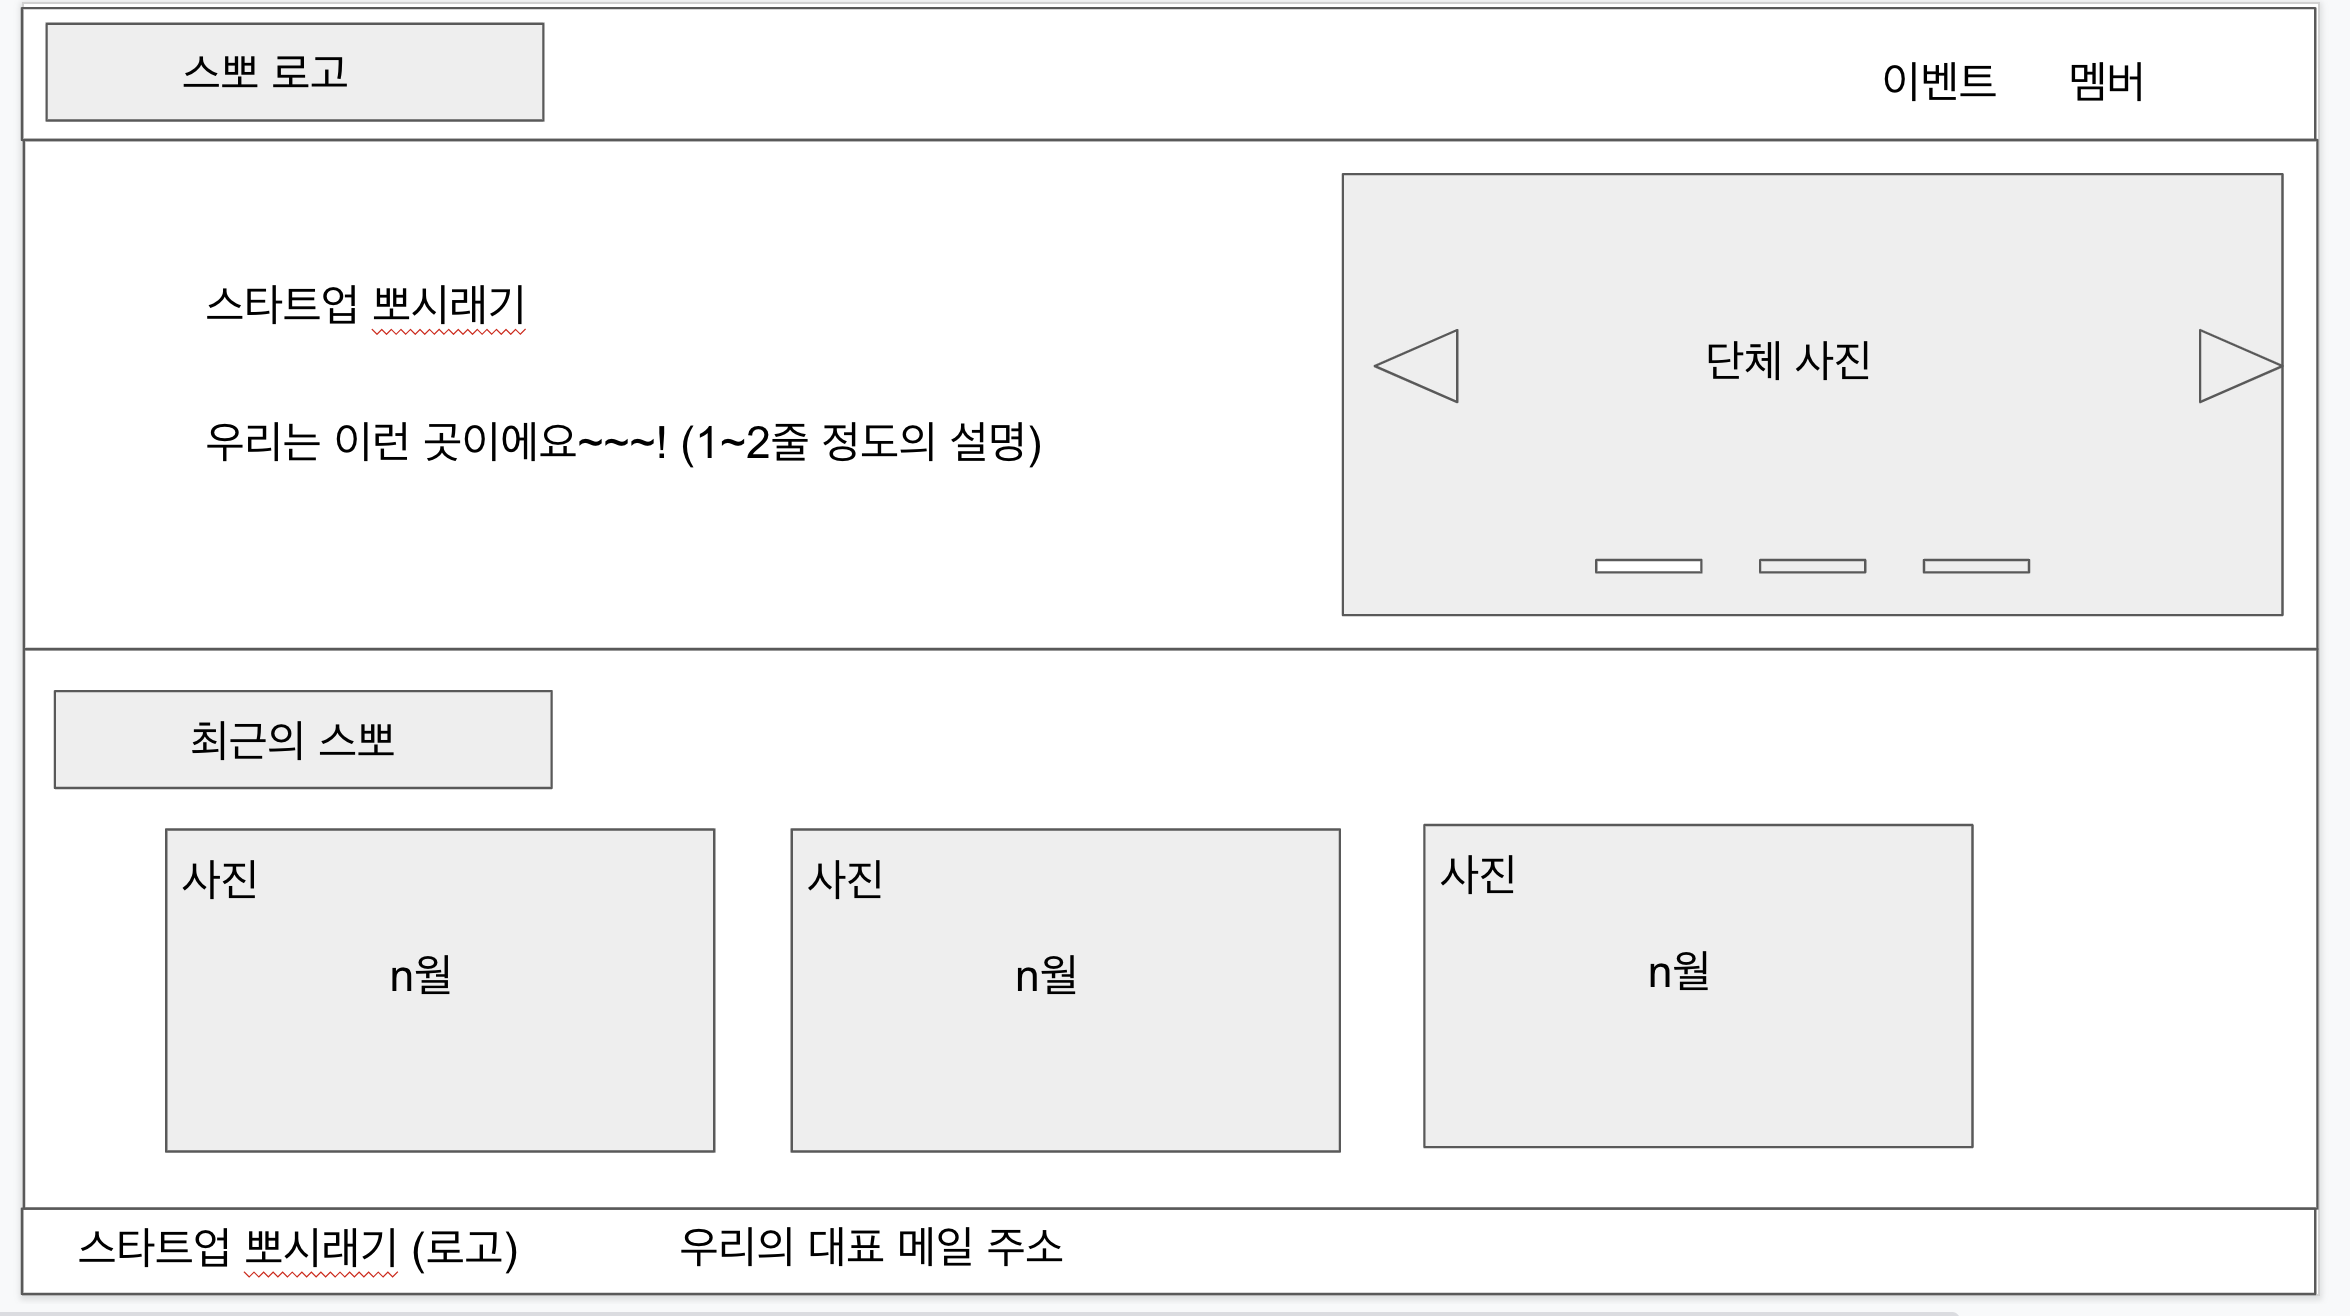 스뽀 로고
이벤트 멤버
스타트업 뽀시래기
우리는 이런 곳이에요~~~! (1~2줄 정도의 설명)
단체 사진
최근의 스뽀
사진
n월
사진
n월
사진
n월
스타트업 뽀시래기 (로고)
우리의 대표 메일 주소